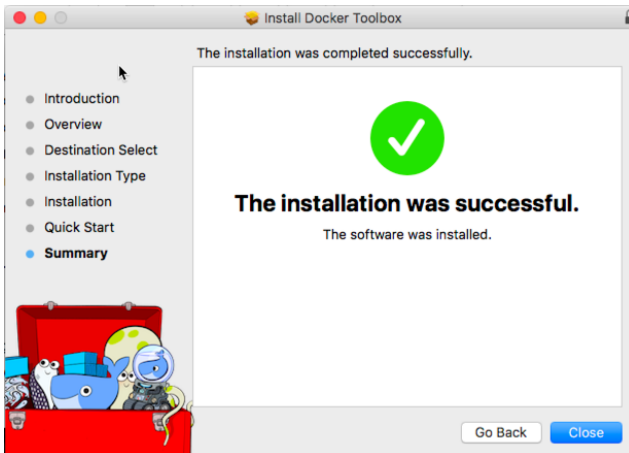 Install Docker Toolbox
The installation was completed successfully.
Introduction
Overview
Destination Select
Installation Type
Installation
Quick Start
Summary
The installation was successful.
The software was installed.
Go Back
Close